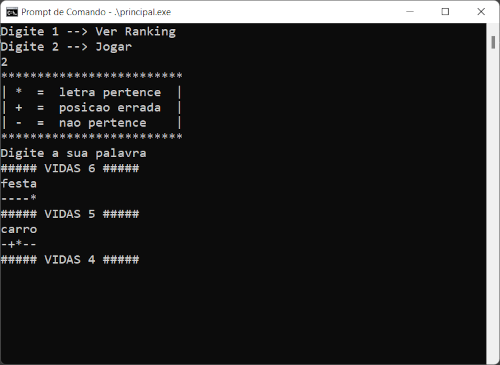 Prompt de Comando - .\principal.exe
Digite 1 --> Ver Ranking
Digite 2 --> Jogar
2
*************************
| *  =  letra pertence  |
| +  =  posicao errada  |
| -  =  nao pertence    |
*************************
Digite a sua palavra
##### VIDAS 6 #####
festa
----*
##### VIDAS 5 #####
carro
-+*--
##### VIDAS 4 #####